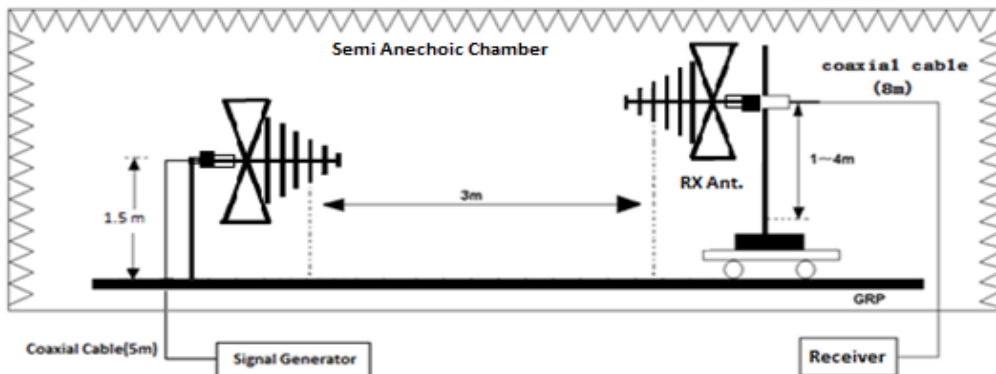 Semi Anechoic Chamber
coaxial cable
(8m)
1~4m
RX Ant.
3m
1.5 m
GRP
Coaxial Cable(5m)
Signal Generator
Receiver